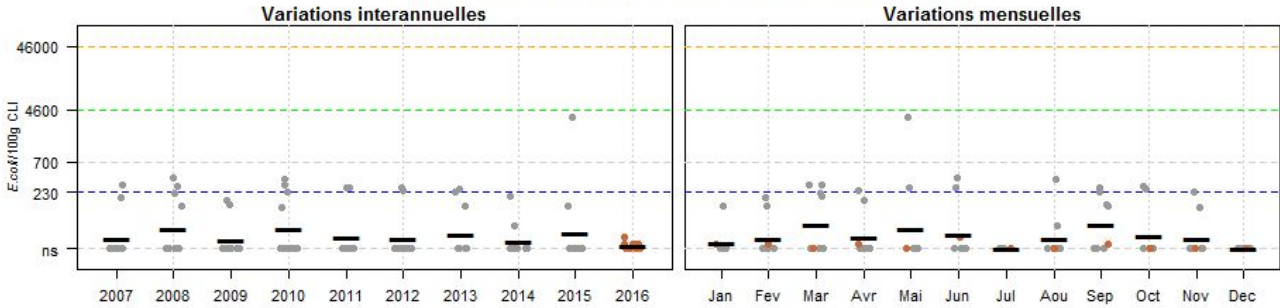 Variations interannuelles
Variations mensuelles
E.coli/100g CLI
46000
4600
700
230
ns
2007 2008 2009 2010 2011 2012 2013 2014 2015 2016
Jan Fev Mar Avr Mai Jun Jul Aou Sep Oct Nov Dec